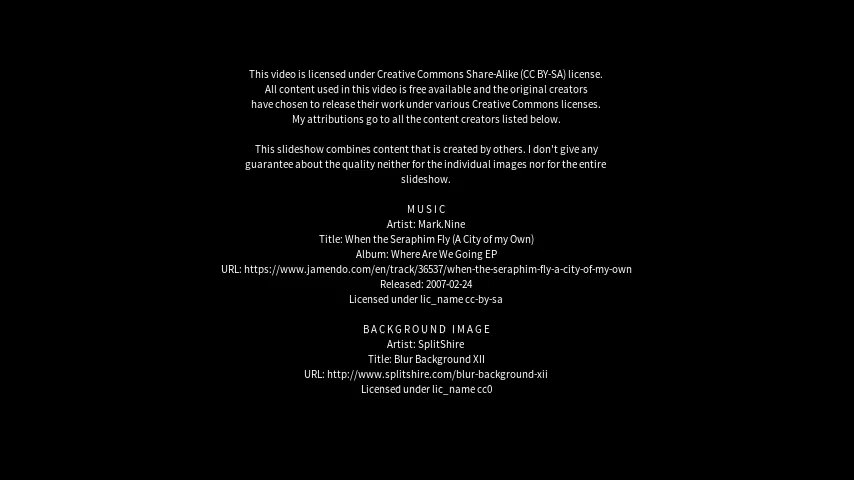 This video is licensed under Creative Commons Share-Alike (CC BY-SA) license.
All content used in this video is free available and the original creators
have chosen to release their work under various Creative Commons licenses.
My attributions go to all the content creators listed below.
This slideshow combines content that is created by others. I don't give any
guarantee about the quality neither for the individual images nor for the entire
slideshow.
MUSIC
Artist: Mark.Nine
Title: When the Seraphim Fly (A City of my Own)
Album: Where Are We Going EP
URL: https://www.jamendo.com/en/track/36537/when-the-seraphim-fly-a-city-of-my-own
Released: 2007-02-24
Licensed under lic_name cc-by-sa
BACKGROUND IMAGE
Artist: SplitShire
Title: Blur Background XII
URL: http://www.splitshire.com/blur-background-xii
Licensed under lic_name cc0